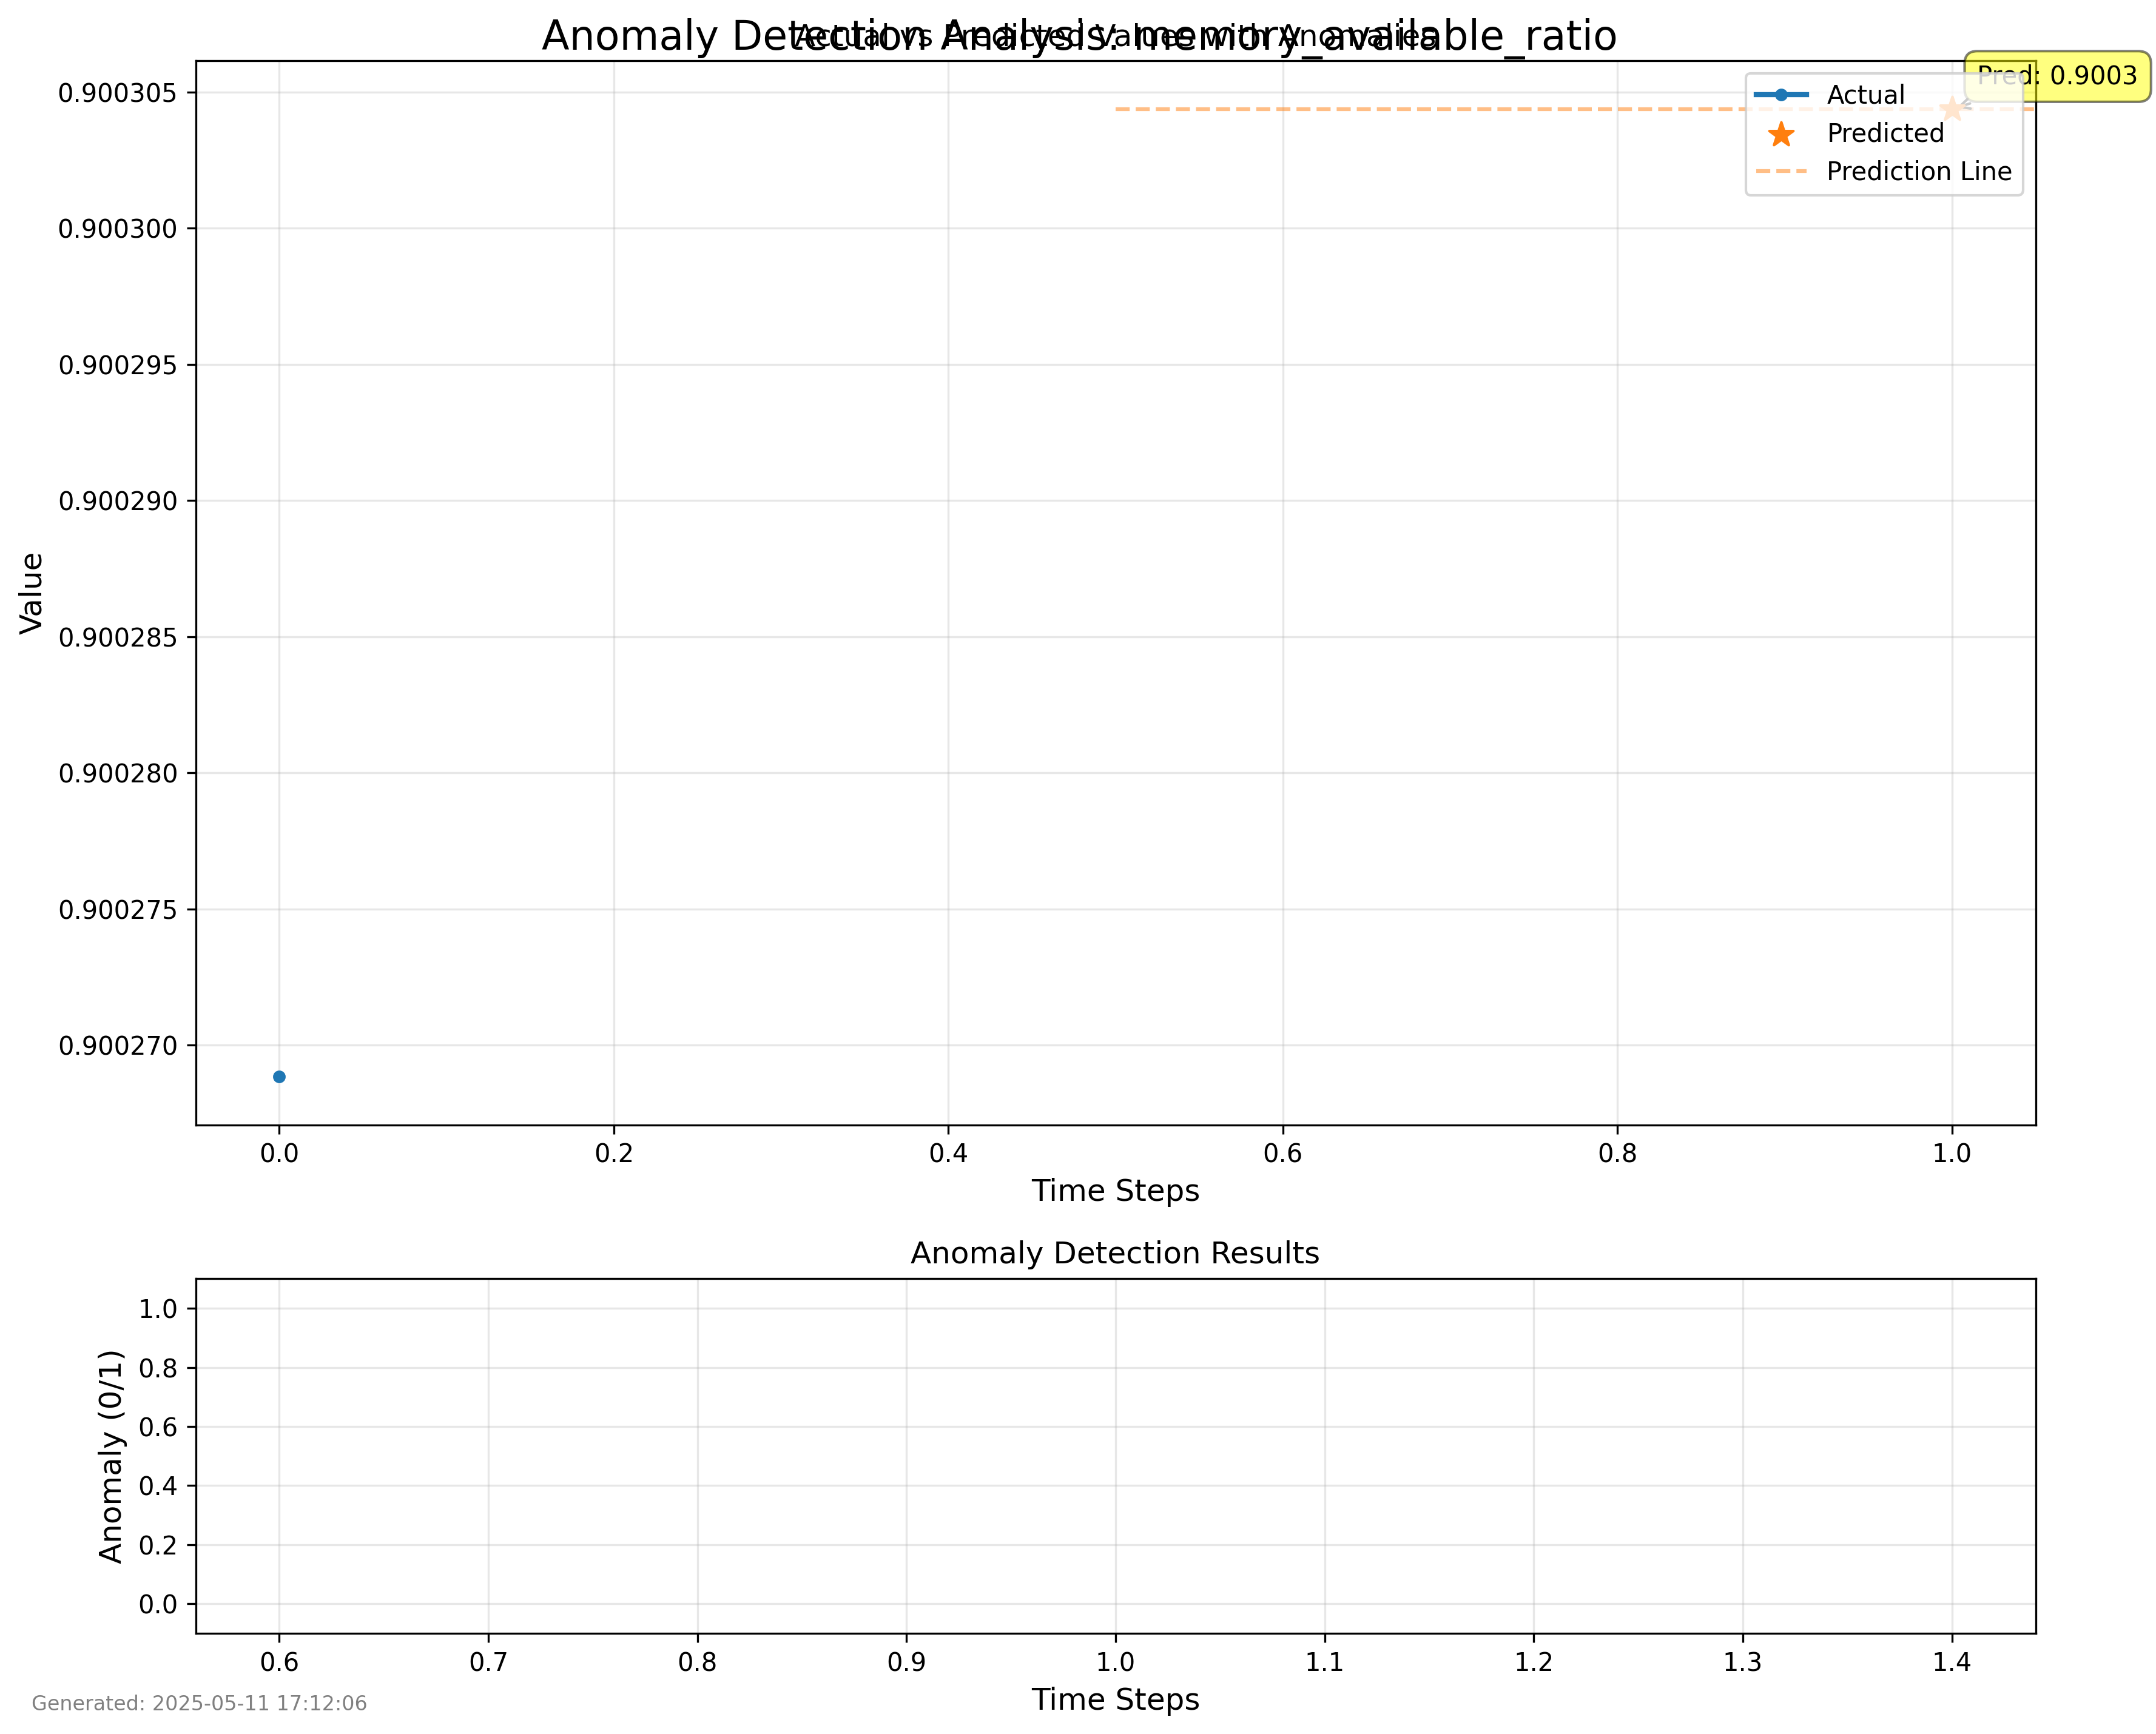 Anomaly Detection Analysis: memory_available_ratio
Actual vs Predicted Values with Anomalies
Pred: 0.9003
Actual
Predicted
Prediction Line
0.900305
0.900300
0.900295
0.900290
0.900285
0.900280
0.900275
0.900270
Value
0.0 0.2 0.4 0.6 0.8 1.0
Time Steps
Anomaly Detection Results
1.0
0.8
0.6
0.4
0.2
0.0
Anomaly (0/1)
0.6 0.7 0.8 0.9 1.0 1.1 1.2 1.3 1.4
Time Steps
Generated: 2025-05-11 17:12:06